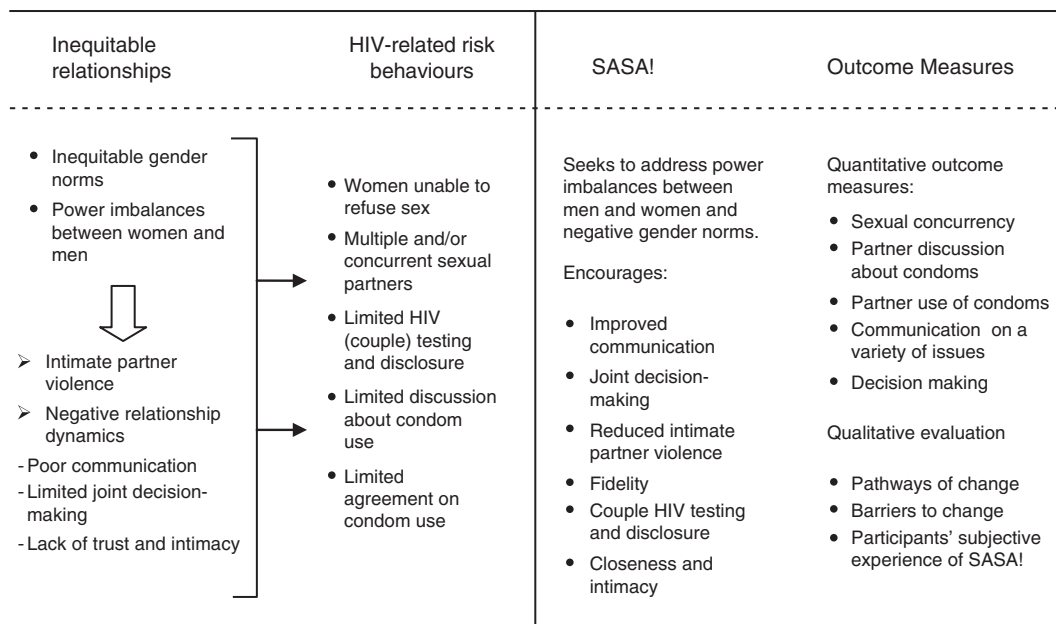 Inequitable
relationships
HIV-related risk
behaviours
SASA!
Outcome Measures
• Inequitable gender
norms
• Power imbalances
between women and
men
➢ Intimate partner
violence
➢ Negative relationship
dynamics
- Poor communication
- Limited joint decision-
making
- Lack of trust and intimacy
• Women unable to
refuse sex
• Multiple and/or
concurrent sexual
partners
• Limited HIV
(couple) testing
and disclosure
• Limited discussion
about condom
use
• Limited
agreement on
condom use
Seeks to address power
imbalances between
men and women and
negative gender norms.
Encourages:
• Improved
communication
• Joint decision-
making
• Reduced intimate
partner violence
• Fidelity
• Couple HIV testing
and disclosure
• Closeness and
intimacy
Quantitative outcome
measures:
• Sexual concurrency
• Partner discussion
about condoms
• Partner use of condoms
• Communication on a
variety of issues
• Decision making
Qualitative evaluation
• Pathways of change
• Barriers to change
• Participants' subjective
experience of SASA!